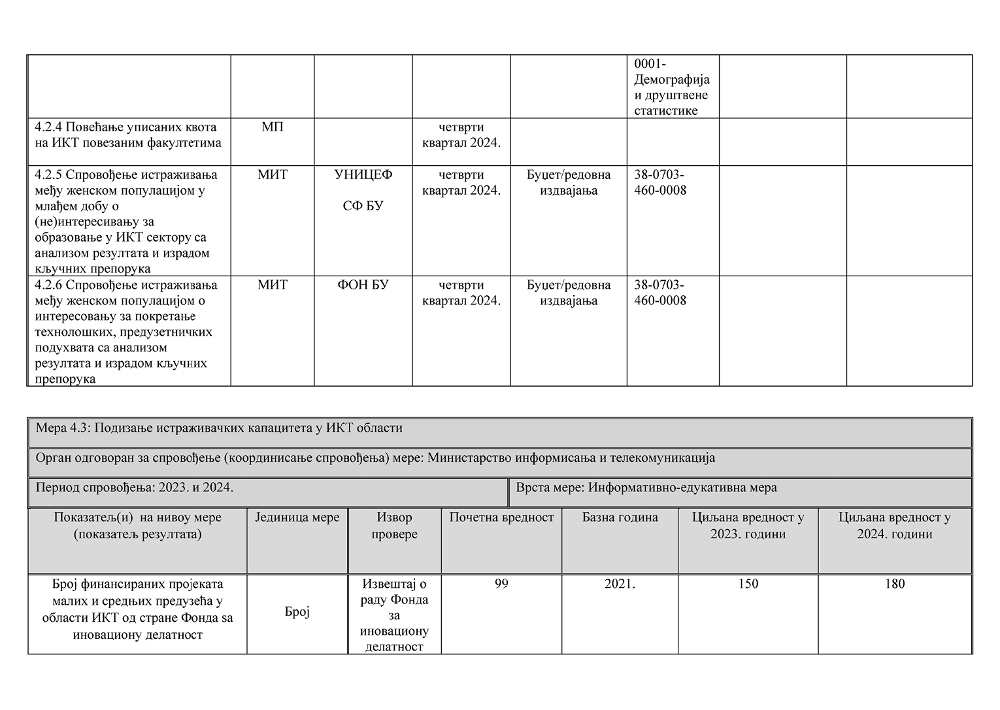 0001-
Демографија
и друштвене
статистике
4.2.4 Повећање уписаних квота
на ИКТ повезаним факултетима
МП
четврти
квартал 2024.
4.2.5 Спровођење истраживања
међу женском популацијом у
млађем добу о
(не)интересивању за
образовање у ИКТ сектору са
анализом резултата и израдом
кључних препорука
МИТ
УНИЦЕФ
СФ БУ
четврти
квартал 2024.
Буџет/редовна
издвајања
38-0703-
460-0008
4.2.6 Спровођење истраживања
међу женском популацијом о
интересовању за покретање
технолошких, предузетничких
подухвата са анализом
резултата и израдом кључних
препорука
МИТ
ФОН БУ
четврти
квартал 2024.
Буџет/редовна
издвајања
38-0703-
460-0008
Мера 4.3: Подизање истраживачких капацитета у ИКТ области
Орган одговоран за спровођење (координисање спровођења) мере: Министарство информисања и телекомуникација
Период спровођења: 2023. и 2024.
Врста мере: Информативно-едукативна мера
Показатељ(и) на нивоу мере
(показатељ резултата)
Јединица мере
Извор
провере
Почетна вредност
Базна година
Циљана вредност у
2023. години
Циљана вредност у
2024. години
Број финансираних пројеката
малих и средњих предузећа у
области ИКТ од стране Фонда sa
иновациону делатност
Број
Извештај о
раду Фонда
за
иновациону
делатност
99
2021.
150
180